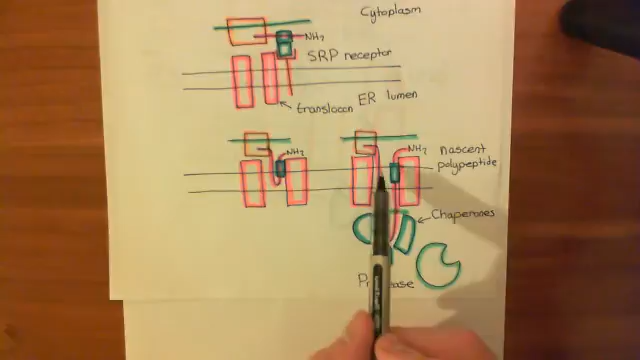 Cytoplasm
NH2
SRP receptor
ER lumen
translocon
NH2
NH2
nascent
polypeptide
Chaperones